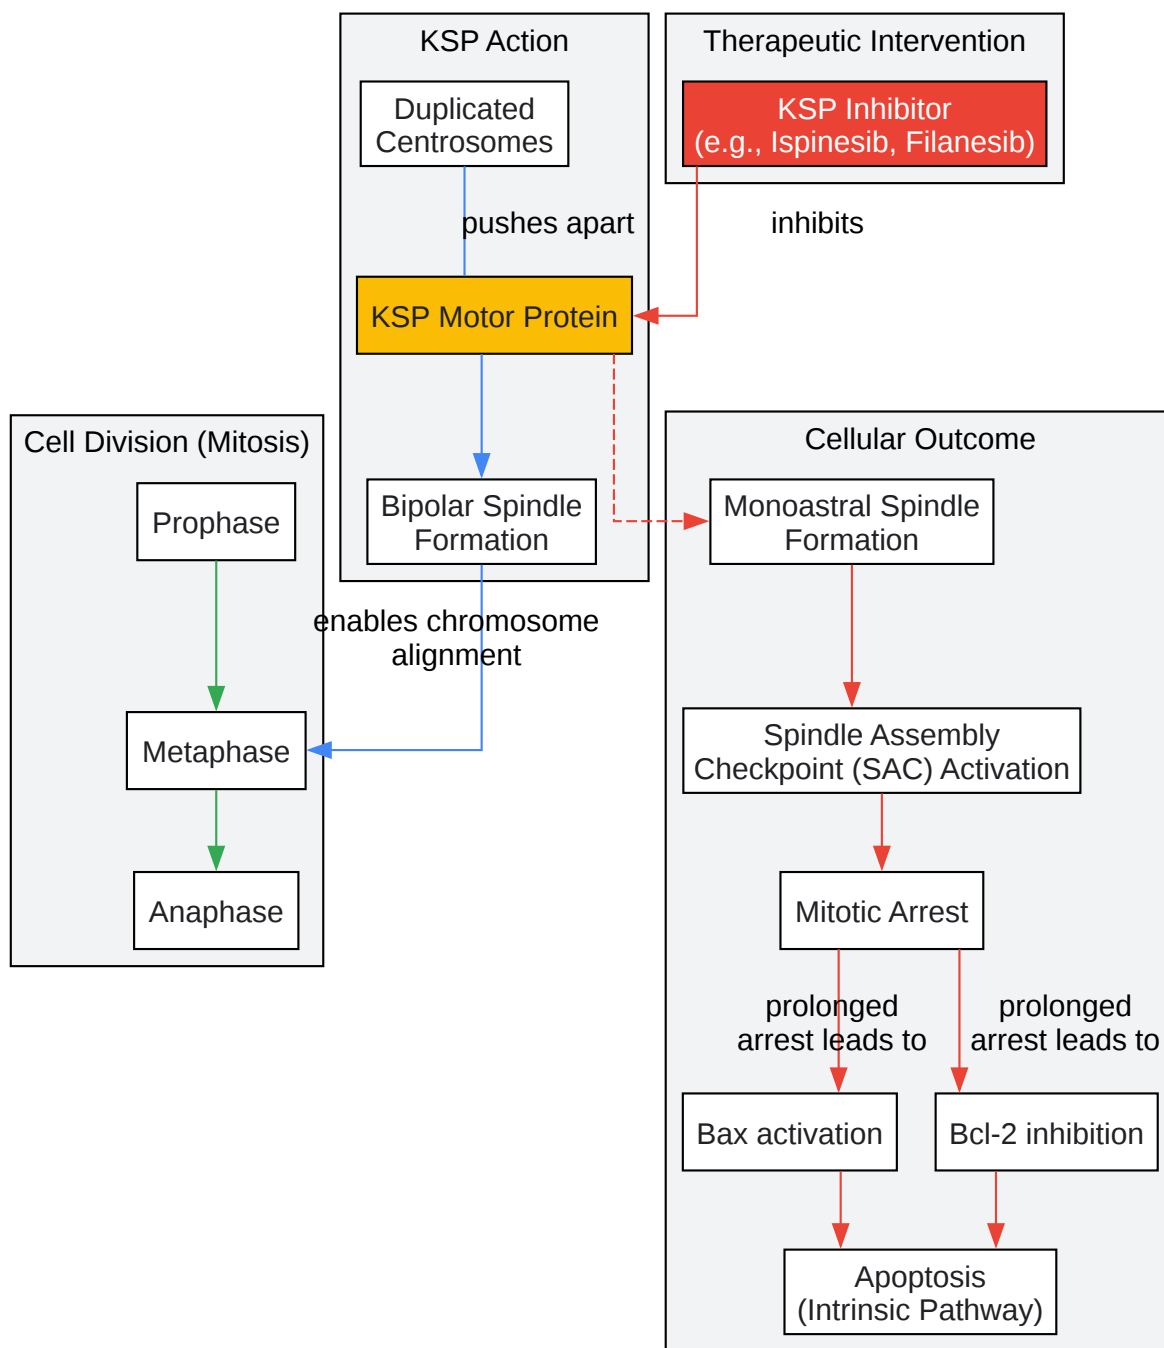 KSP Action
Duplicated
Centrosomes
pushes apart
KSP Motor Protein
Bipolar Spindle
Formation
enables chromosome
alignment
Therapeutic Intervention
KSP Inhibitor
(e.g., Ispinesib, Filanesib)
inhibits
Cell Division (Mitosis)
Prophase
Metaphase
Anaphase
Cellular Outcome
Monoastral Spindle
Formation
Spindle Assembly
Checkpoint (SAC) Activation
Mitotic Arrest
prolonged
arrest leads to
prolonged
arrest leads to
Bax activation
Bcl-2 inhibition
Apoptosis
(Intrinsic Pathway)